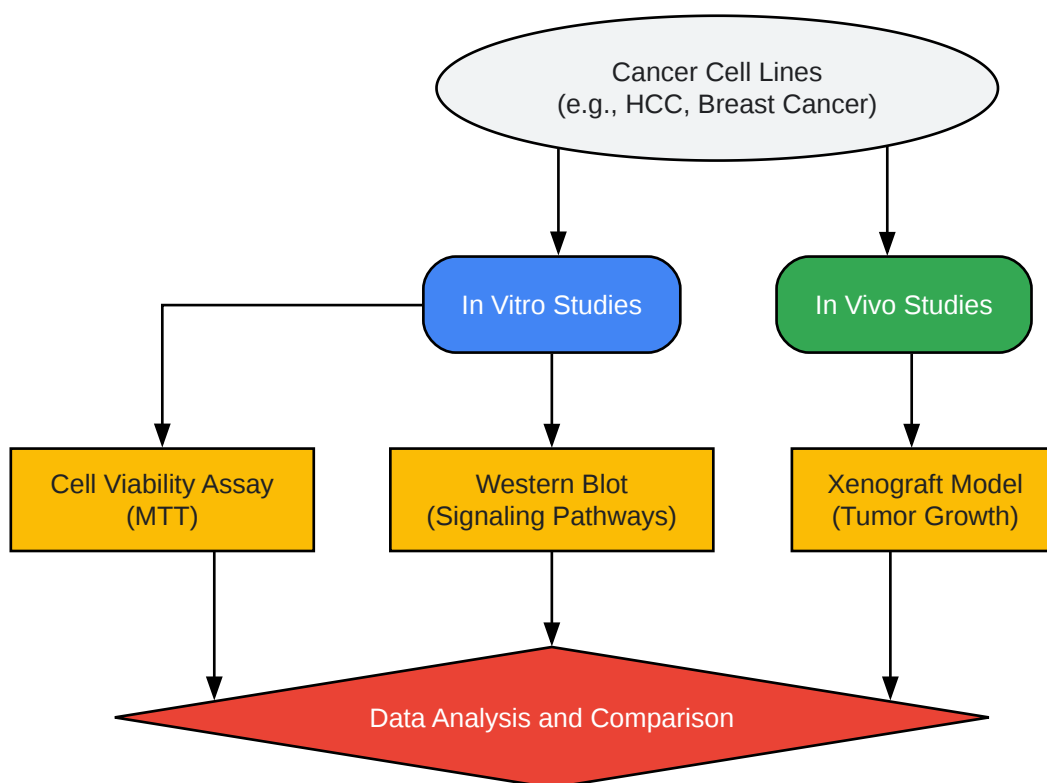 Cancer Cell Lines
(e.g., HCC, Breast Cancer)
In Vitro Studies
In Vivo Studies
Cell Viability Assay
(MTT)
Western Blot
(Signaling Pathways)
Xenograft Model
(Tumor Growth)
Data Analysis and Comparison